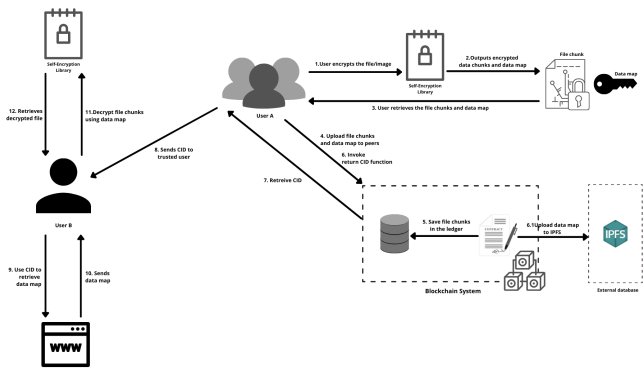 Self-Encryption
Library
12. Retrieves
decrypted file
11.Decrypt file chunks
using data map
User B
9. Use CID to
retrieve
data map
10. Sends
data map
WWW
8. Sends CID to
trusted user
User A
1.User encrypts the file/image
Self-Encryption
Library
2.Outputs encrypted
data chunks and data map
File chunk
Data map
3. User retrieves the file chunks and data map
4. Upload file chunks
and data map to peers
6. Invoke
return CID function
7. Retreive CID
5. Save file chunks
in the ledger
CONTRACT
6.1Upload data map
to IPFS
Blockchain System
IPFS
External database